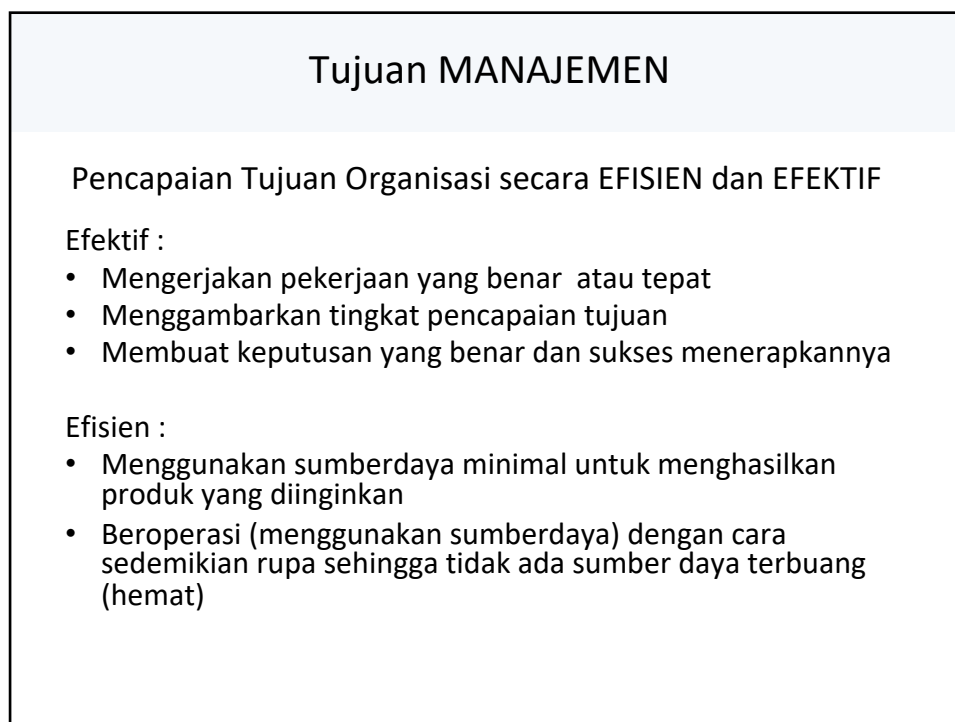 Tujuan MANAJEMEN
Pencapaian Tujuan Organisasi secara EFISIEN dan EFEKTIF
Efektif :
• Mengerjakan pekerjaan yang benar  atau tepat
• Menggambarkan tingkat pencapaian tujuan
• Membuat keputusan yang benar dan sukses menerapkannya
Efisien :
• Menggunakan sumberdaya minimal untuk menghasilkan
produk yang diinginkan
• Beroperasi (menggunakan sumberdaya) dengan cara
sedemikian rupa sehingga tidak ada sumber daya terbuang
(hemat)